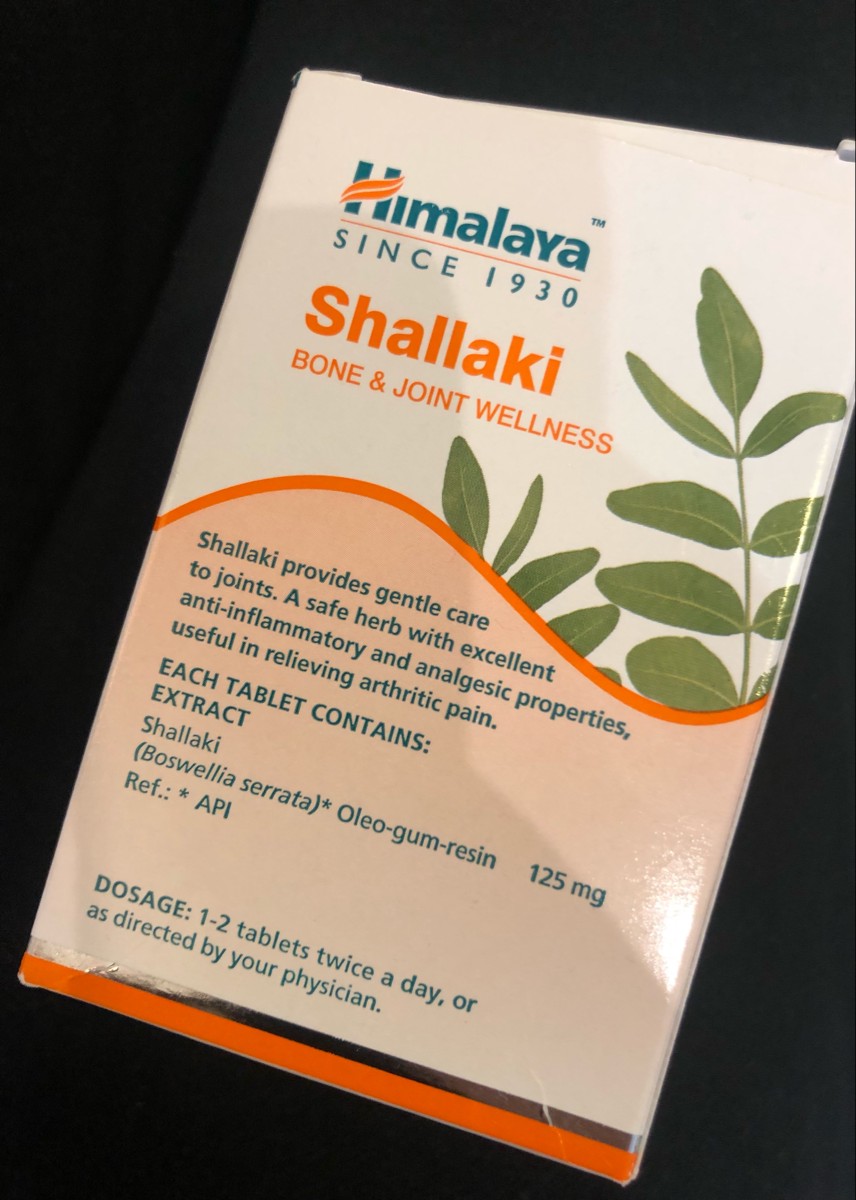 Himalaya™
SINCE 1930
Shallaki
BONE & JOINT WELLNESS
Shallaki provides gentle care
to joints. A safe herb with excellent
anti-inflammatory and analgesic properties,
useful in relieving arthritic pain.
EACH TABLET CONTAINS:
EXTRACT
Shallaki
(Boswellia serrata)* Oleo-gum-resin 125 mg
Ref.: * API
DOSAGE: 1-2 tablets twice a day, or
as directed by your physician.